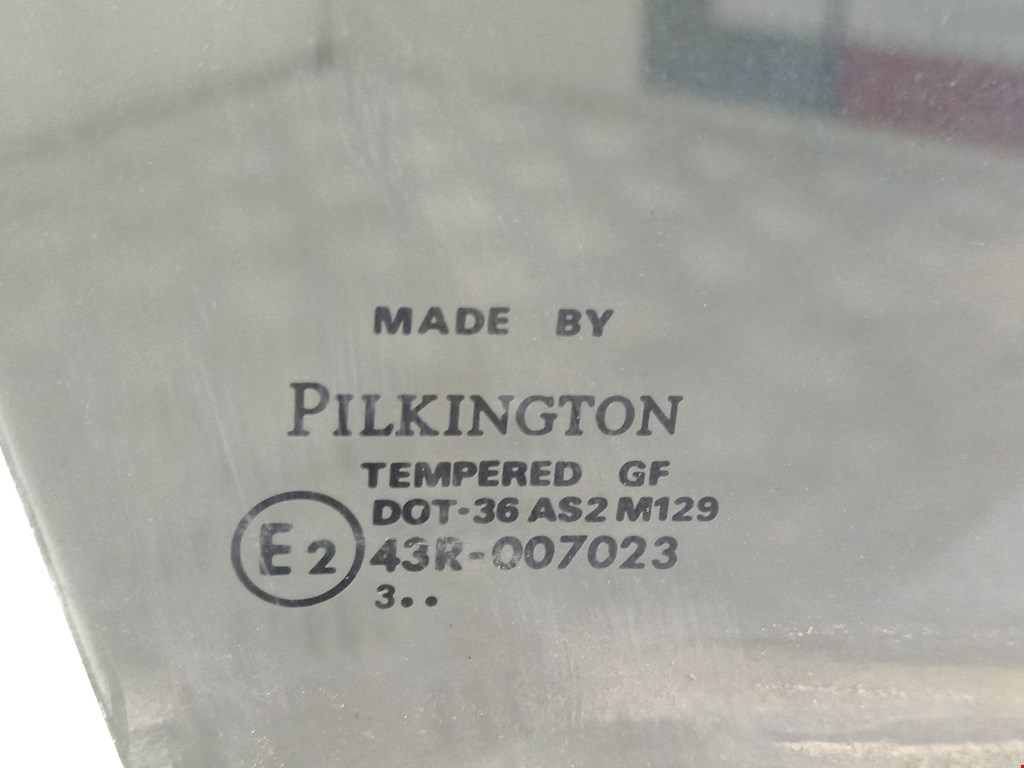 MADE BY
PILKINGTON
TEMPERED GF
DOT-36 AS2 M129
E2 43R-007023
3..